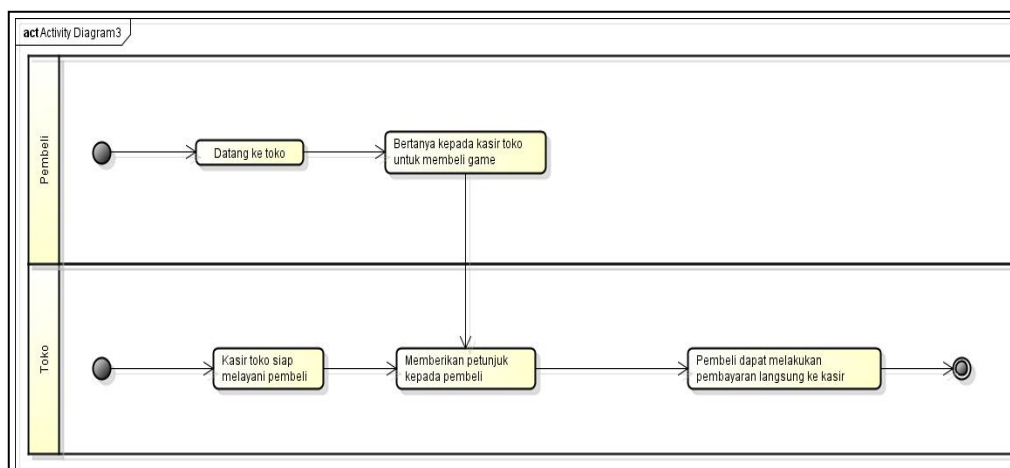 act Activity Diagram3
Pembeli
Datang ke toko
Bertanya kepada kasir toko
untuk membeli game
Toko
Kasir toko siap
melayani pembeli
Memberikan petunjuk
kepada pembeli
Pembeli dapat melakukan
pembayaran langsung ke kasir